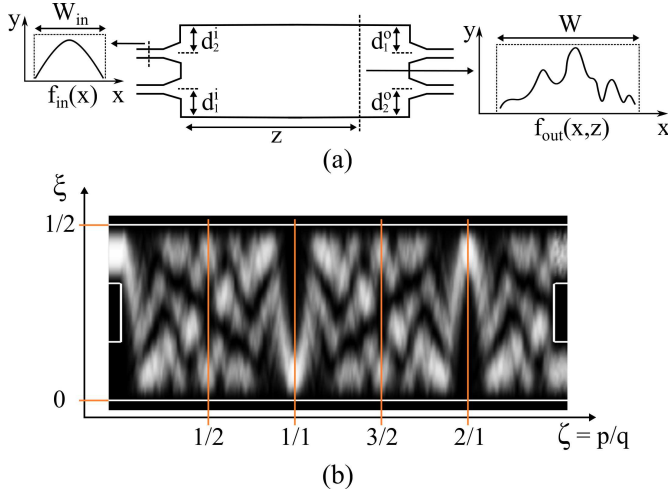 y
W_in
f_in(x)
x
d_2^i
d_1^i
z
d_1^o
d_2^o
y
W
f_out(x,z)
x
(a)
ξ
1/2
0
1/2
1/1
3/2
2/1
ζ = p/q
(b)